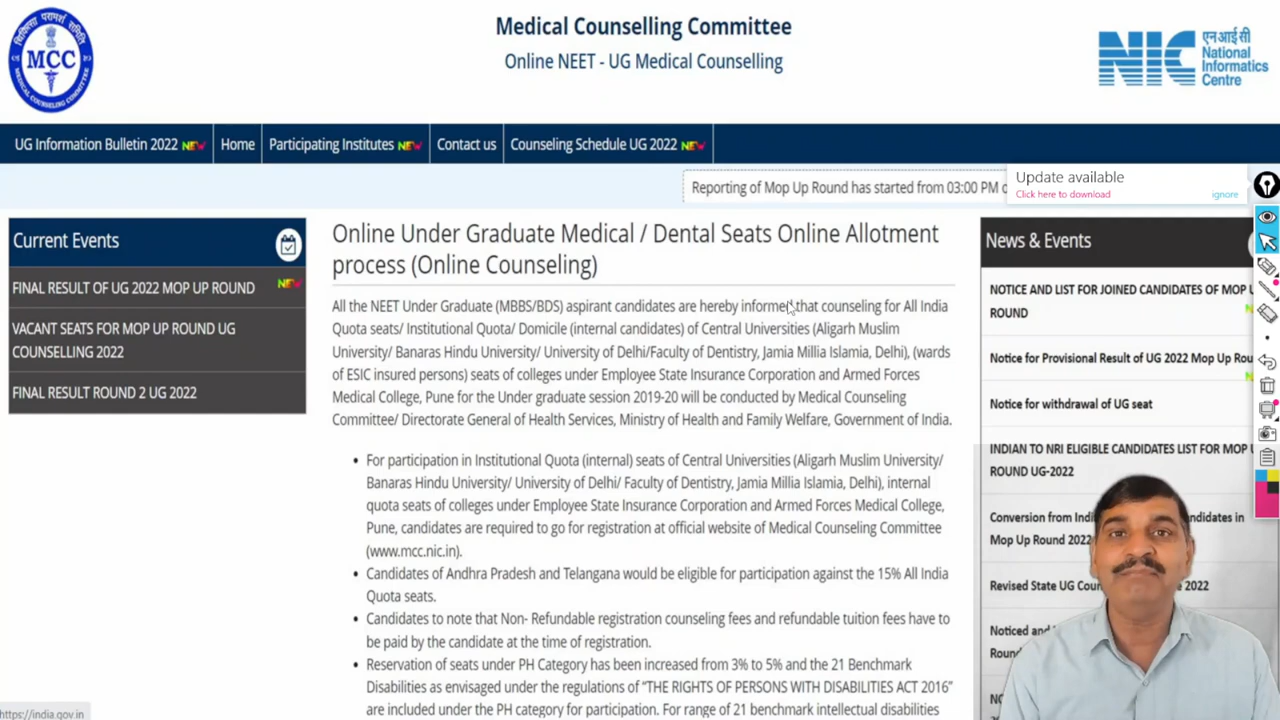 Medical Counselling Committee
Online NEET - UG Medical Counselling
MCC
चिकित्सा परामर्श समिति
MEDICAL COUNSELLING COMMITTEE
NIC
एन आई सी
National
Informatics
Centre
UG Information Bulletin 2022 NEW
Home
Participating Institutes NEW
Contact us
Counseling Schedule UG 2022 NEW
Reporting of Mop Up Round has started from 03:00 PM
Update available
Click here to download
ignore
Current Events
FINAL RESULT OF UG 2022 MOP UP ROUND NEW
VACANT SEATS FOR MOP UP ROUND UG
COUNSELLING 2022
FINAL RESULT ROUND 2 UG 2022
Online Under Graduate Medical / Dental Seats Online Allotment
process (Online Counseling)
All the NEET Under Graduate (MBBS/BDS) aspirant candidates are hereby informed that counseling for All India
Quota seats/ Institutional Quota/ Domicile (internal candidates) of Central Universities (Aligarh Muslim
University/ Banaras Hindu University/ University of Delhi/Faculty of Dentistry, Jamia Millia Islamia, Delhi), (wards
of ESIC insured persons) seats of colleges under Employee State Insurance Corporation and Armed Forces
Medical College, Pune for the Under graduate session 2019-20 will be conducted by Medical Counseling
Committee/ Directorate General of Health Services, Ministry of Health and Family Welfare, Government of India.
• For participation in Institutional Quota (internal) seats of Central Universities (Aligarh Muslim University/
Banaras Hindu University/ University of Delhi/ Faculty of Dentistry, Jamia Millia Islamia, Delhi), internal
quota seats of colleges under Employee State Insurance Corporation and Armed Forces Medical College,
Pune, candidates are required to go for registration at official website of Medical Counseling Committee
(www.mcc.nic.in).
• Candidates of Andhra Pradesh and Telangana would be eligible for participation against the 15% All India
Quota seats.
• Candidates to note that Non- Refundable registration counseling fees and refundable tuition fees have to
be paid by the candidate at the time of registration.
• Reservation of seats under PH Category has been increased from 3% to 5% and the 21 Benchmark
Disabilities as envisaged under the regulations of "THE RIGHTS OF PERSONS WITH DISABILITIES ACT 2016"
are included under the PH category for participation. For range of 21 benchmark intellectual disabilities
News & Events
NOTICE AND LIST FOR JOINED CANDIDATES OF MOP U
ROUND
Notice for Provisional Result of UG 2022 Mop Up Rou
Notice for withdrawal of UG seat
INDIAN TO NRI ELIGIBLE CANDIDATES LIST FOR MOP
ROUND UG-2022
Conversion from Indi didates in
Mop Up Round 2022
Revised State UG Coun 2022
Noticed and
Roun
https://india.gov.in